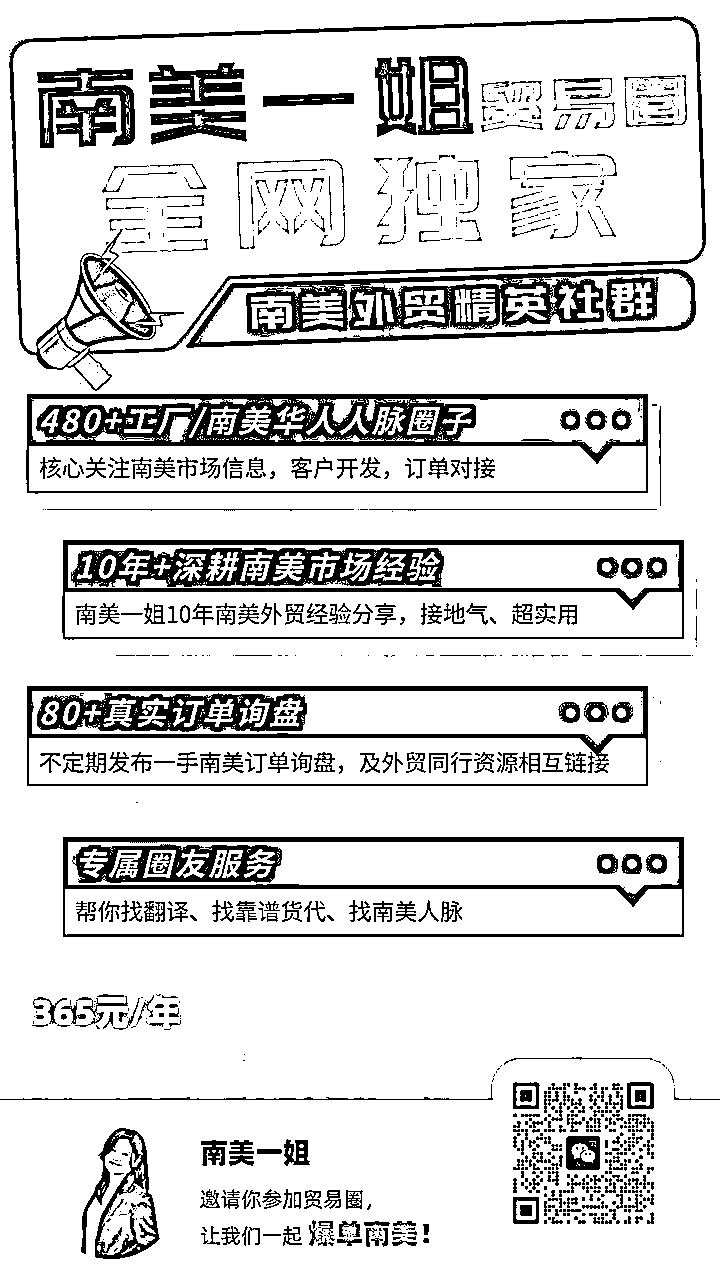 南美一姐贸易圈
全网独家
南美外贸精英社群
480+工厂/南美华人人脉圈子
核心关注南美市场信息，客户开发，订单对接
10年+深耕南美市场经验
南美一姐10年南美外贸经验分享，接地气、超实用
80+真实订单询盘
不定期发布一手南美订单询盘，及外贸同行资源相互链接
专属圈友服务
帮你找翻译、找靠谱货代、找南美人脉
365元/年
南美一姐
邀请你参加贸易圈，
让我们一起 爆单南美！